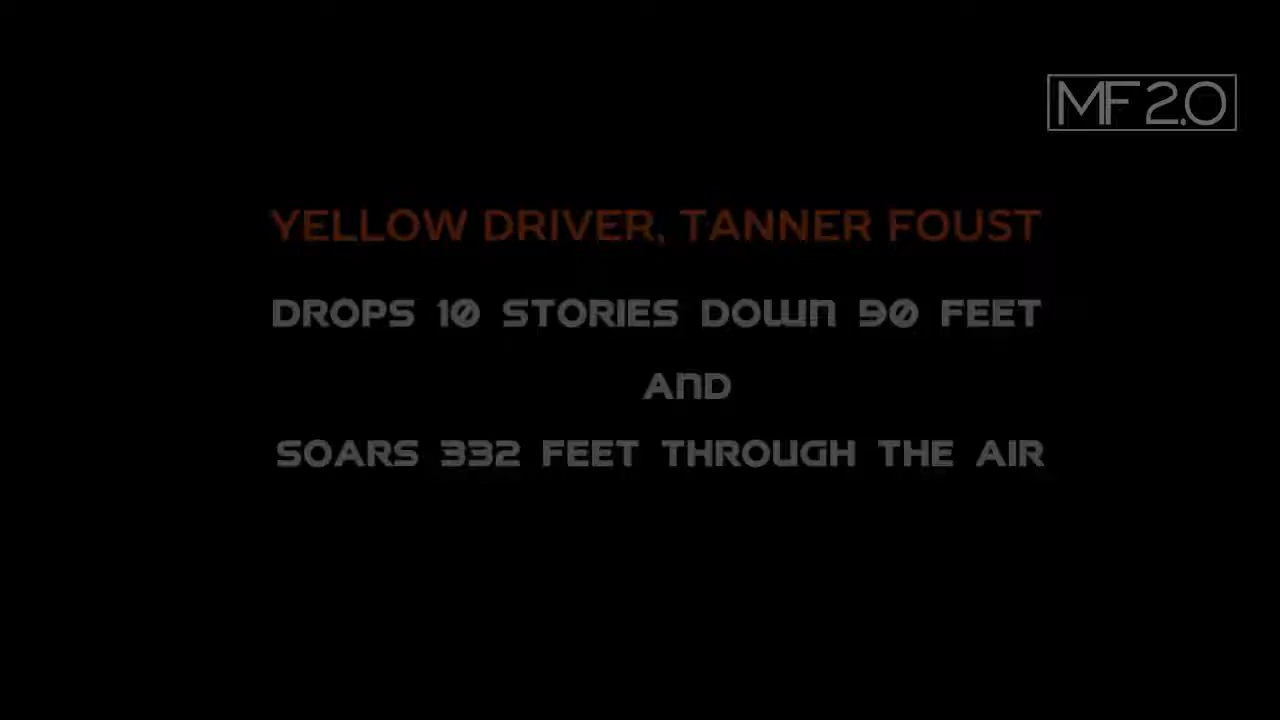 MF 2.0
YELLOW DRIVER, TANNER FOUST
DROPS 10 STORIES DOWN 90 FEET
AND
SOARS 332 FEET THROUGH THE AIR